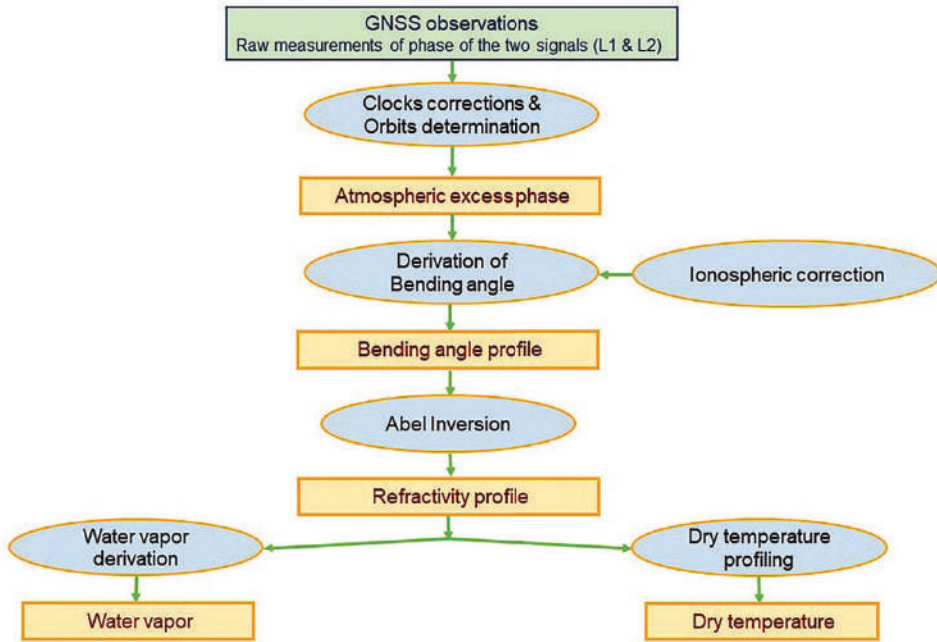 GNSS observations
Raw measurements of phase of the two signals (L1 & L2)
Clocks corrections &
Orbits determination
Atmospheric excess phase
Derivation of
Bending angle
Ionospheric correction
Bending angle profile
Abel Inversion
Refractivity profile
Water vapor
derivation
Dry temperature
profiling
Water vapor
Dry temperature